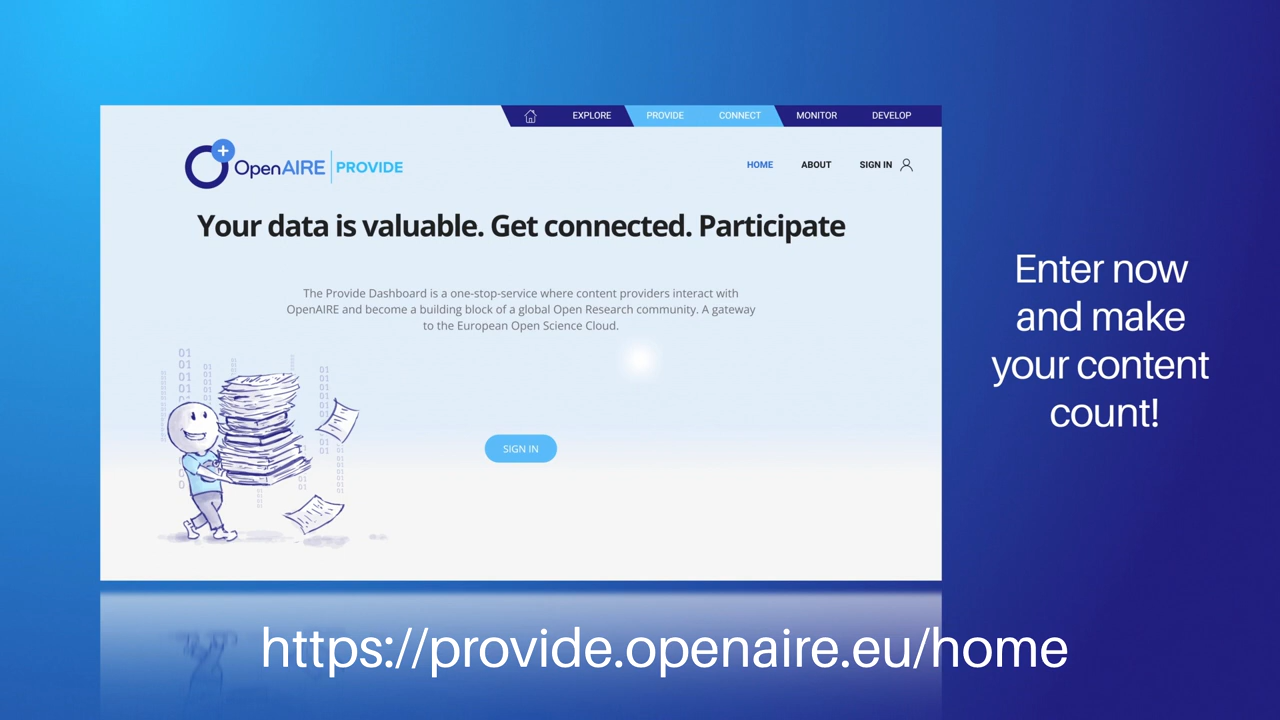 EXPLORE PROVIDE CONNECT MONITOR DEVELOP
OpenAIRE PROVIDE
HOME ABOUT SIGN IN
Your data is valuable. Get connected. Participate
The Provide Dashboard is a one-stop-service where content providers interact with
OpenAIRE and become a building block of a global Open Research community. A gateway
to the European Open Science Cloud.
SIGN IN
Enter now
and make
your content
count!
https://provide.openaire.eu/home